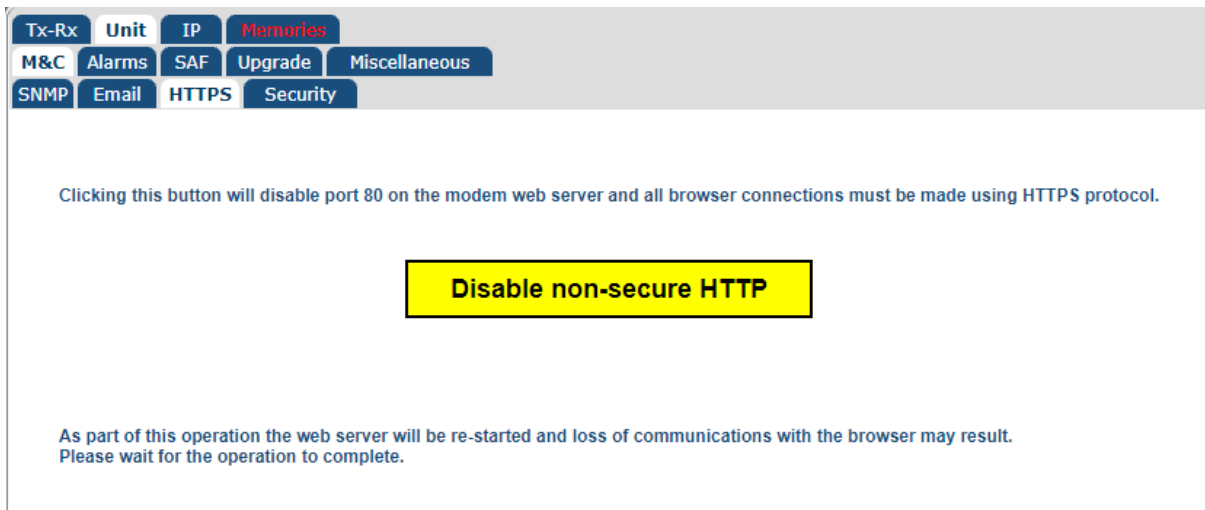 Tx-Rx Unit IP Memories
M&C Alarms SAF Upgrade Miscellaneous
SNMP Email HTTPS Security
Clicking this button will disable port 80 on the modem web server and all browser connections must be made using HTTPS protocol.
Disable non-secure HTTP
As part of this operation the web server will be re-started and loss of communications with the browser may result.
Please wait for the operation to complete.